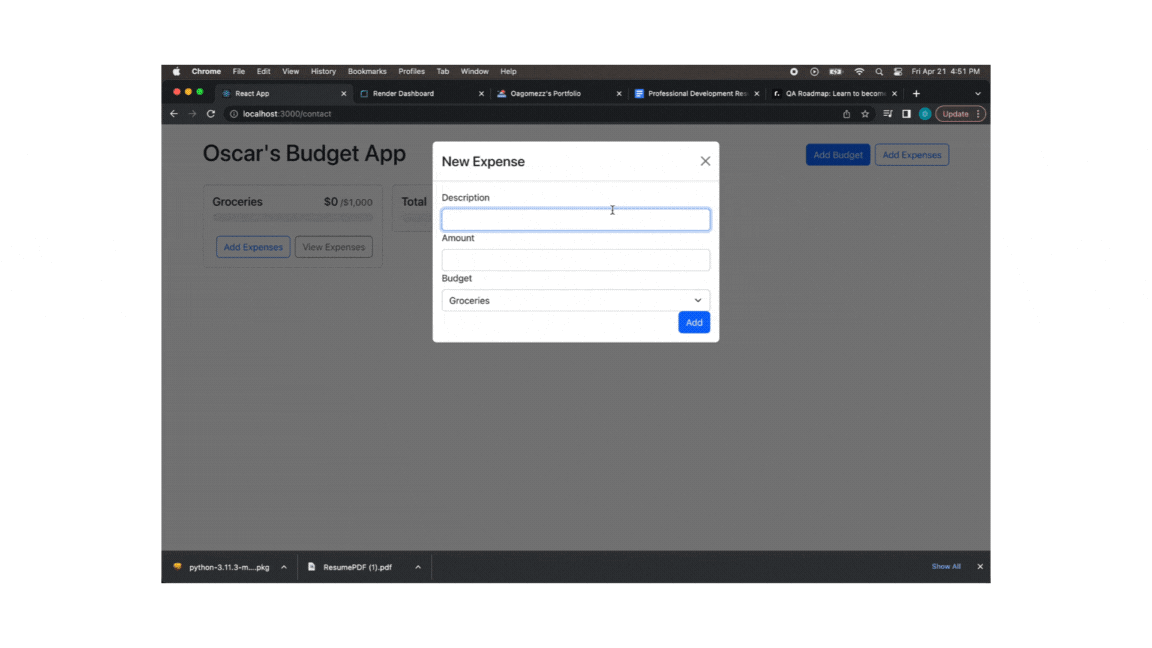 Chrome File Edit View History Bookmarks Profiles Tab Window Help Fri Apr 21 4:51 PM
React App Render Dashboard Oagomezz's Portfolio Professional Development Res QA Roadmap: Learn to become
localhost:3000/contact Update
Oscar's Budget App
Add Budget Add Expenses
Groceries $0 /$1,000
Add Expenses View Expenses
Total
New Expense
Description
Amount
Budget
Groceries
Add
python-3.11.3-m....pkg ResumePDF (1).pdf Show All